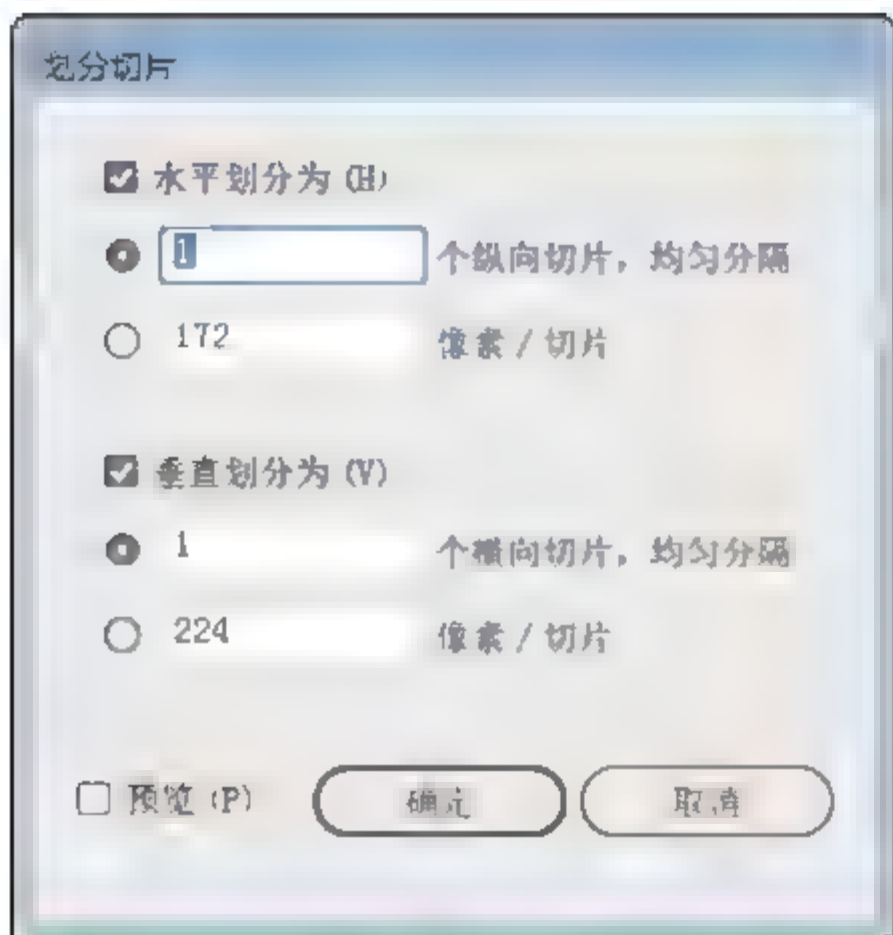 划分切片
水平划分为 (H)
1 个纵向切片，均匀分隔
172 像素 / 切片
垂直划分为 (V)
1 个横向切片，均匀分隔
224 像素 / 切片
预览 (P) 确定 取消